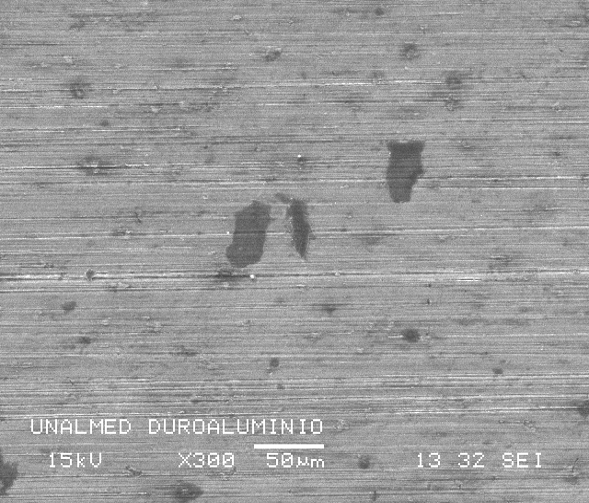 UNALMED DUROALUMINIO
15kV X300 50µm 13 32 SEI